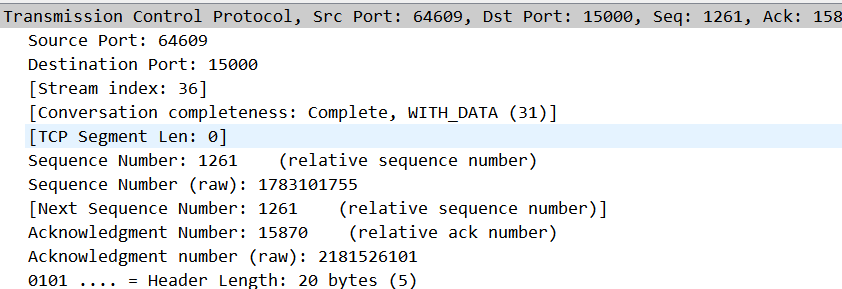 Transmission Control Protocol, Src Port: 64609, Dst Port: 15000, Seq: 1261, Ack: 158
Source Port: 64609
Destination Port: 15000
[Stream index: 36]
[Conversation completeness: Complete, WITH_DATA (31)]
[TCP Segment Len: 0]
Sequence Number: 1261    (relative sequence number)
Sequence Number (raw): 1783101755
[Next Sequence Number: 1261    (relative sequence number)]
Acknowledgment Number: 15870    (relative ack number)
Acknowledgment number (raw): 2181526101
0101 .... = Header Length: 20 bytes (5)